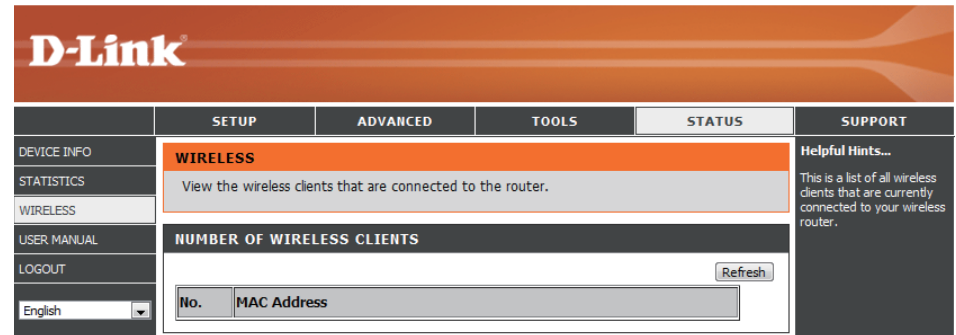 D-Link®
SETUP
ADVANCED
TOOLS
STATUS
SUPPORT
DEVICE INFO
STATISTICS
WIRELESS
USER MANUAL
LOGOUT
English
WIRELESS
View the wireless clients that are connected to the router.
NUMBER OF WIRELESS CLIENTS
Refresh
No. MAC Address
Helpful Hints...
This is a list of all wireless
clients that are currently
connected to your wireless
router.